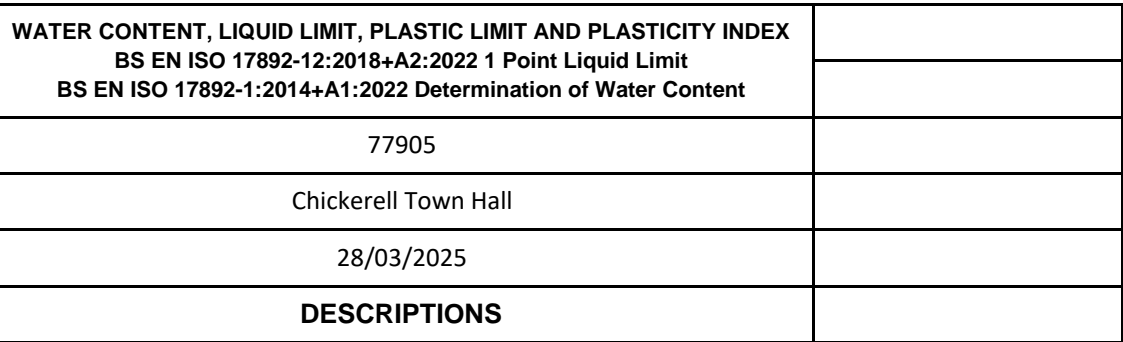 WATER CONTENT, LIQUID LIMIT, PLASTIC LIMIT AND PLASTICITY INDEX
BS EN ISO 17892-12:2018+A2:2022 1 Point Liquid Limit
BS EN ISO 17892-1:2014+A1:2022 Determination of Water Content
77905
Chickerell Town Hall
28/03/2025
DESCRIPTIONS